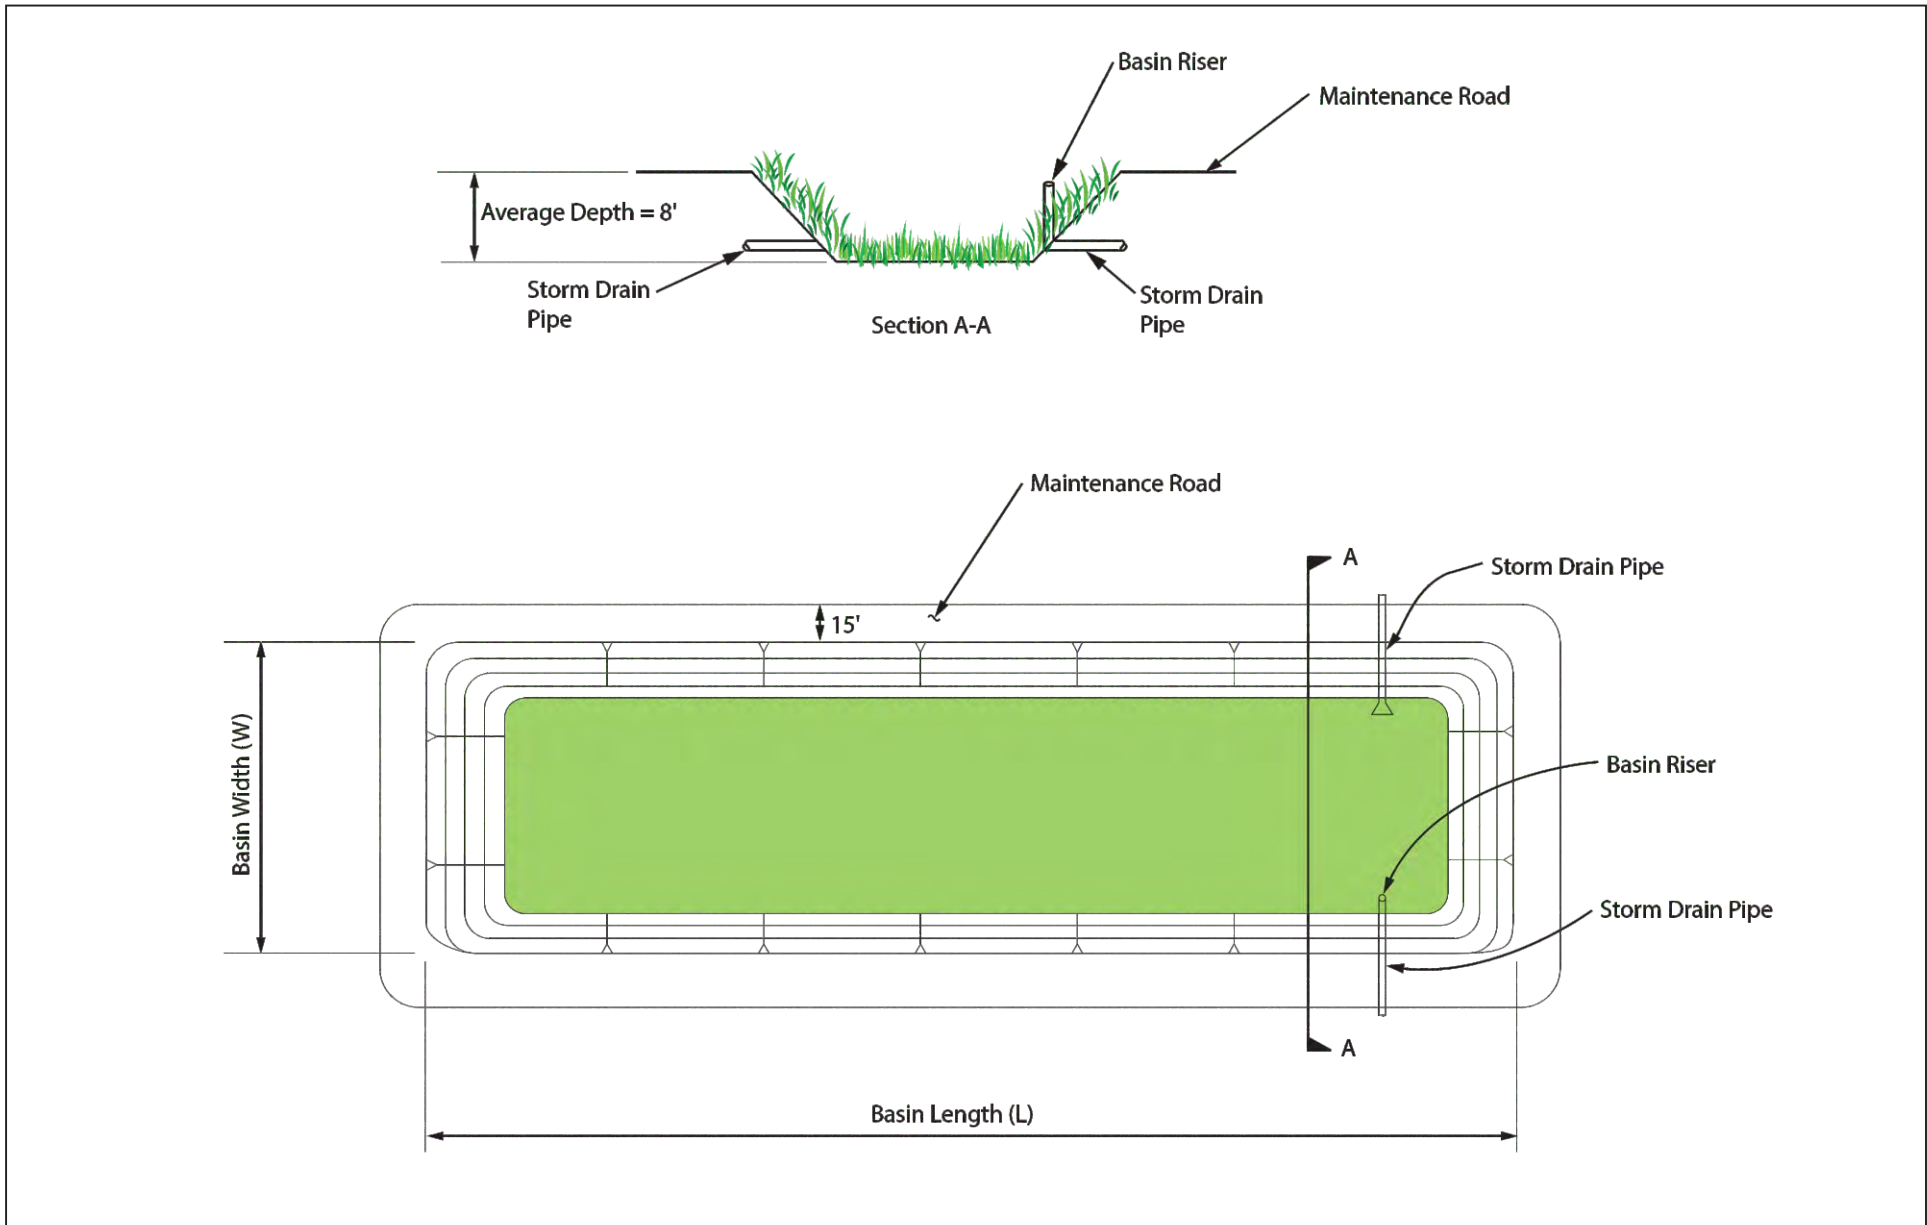 Basin Riser
Maintenance Road
Average Depth = 8'
Storm Drain
Pipe
Storm Drain
Pipe
Section A-A
Maintenance Road
A
Storm Drain Pipe
15'
Basin Width (W)
Basin Riser
Storm Drain Pipe
A
Basin Length (L)